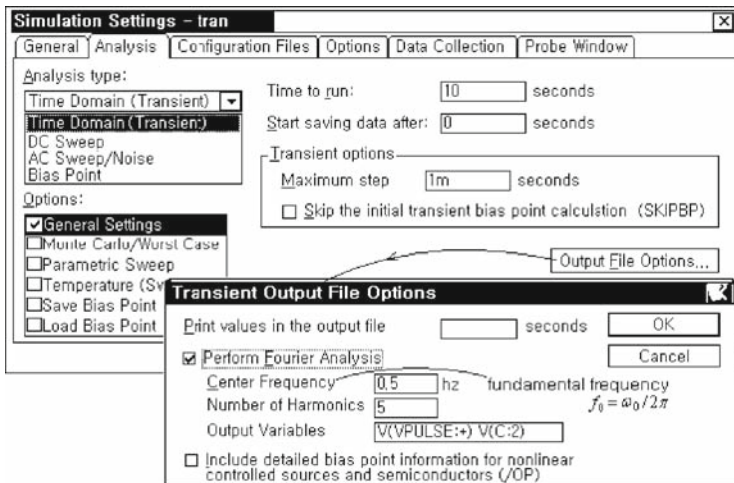 Simulation Settings - tran
General Analysis Configuration Files Options Data Collection Probe Window
Analysis type:
Time Domain (Transient)
Time Domain (Transient)
DC Sweep
AC Sweep/Noise
Bias Point
Options:
General Settings
Monte Carlo/Worst Case
Parametric Sweep
Temperature (Sw
Save Bias Point
Load Bias Point
Time to run: 10 seconds
Start saving data after: 0 seconds
Transient options
Maximum step 1m seconds
Skip the initial transient bias point calculation (SKIPBP)
Output File Options...
Transient Output File Options
Print values in the output file seconds OK
Perform Fourier Analysis Cancel
Center Frequency 0.5 hz fundamental frequency
Number of Harmonics 5 f₀ = ω₀/2π
Output Variables V(VPULSE:+) V(C:2)
Include detailed bias point information for nonlinear
controlled sources and semiconductors (/OP)